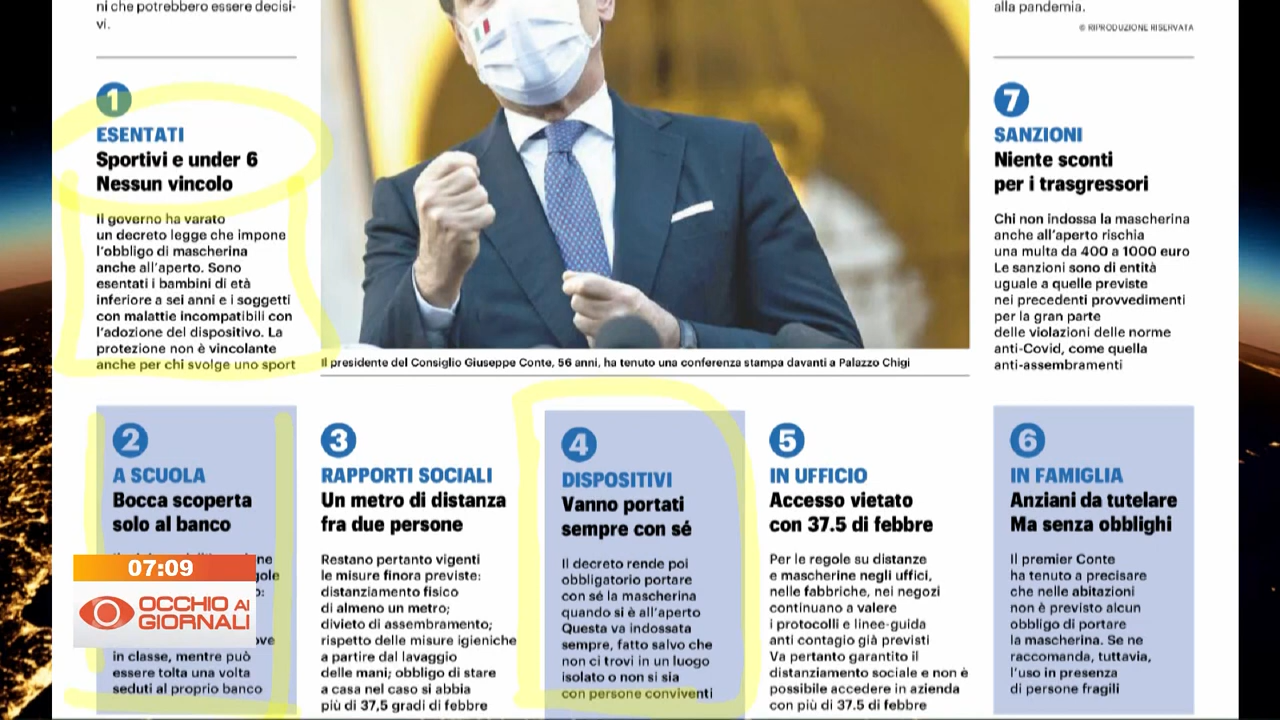 ni che potrebbero essere decisi-
vi.
alla pandemia.
© RIPRODUZIONE RISERVATA
1
ESENTATI
Sportivi e under 6
Nessun vincolo
Il governo ha varato
un decreto legge che impone
l'obbligo di mascherina
anche all'aperto. Sono
esentati i bambini di età
inferiore a sei anni e i soggetti
con malattie incompatibili con
l'adozione del dispositivo. La
protezione non è vincolante
anche per chi svolge uno sport
Il presidente del Consiglio Giuseppe Conte, 56 anni, ha tenuto una conferenza stampa davanti a Palazzo Chigi
7
SANZIONI
Niente sconti
per i trasgressori
Chi non indossa la mascherina
anche all'aperto rischia
una multa da 400 a 1000 euro
Le sanzioni sono di entità
uguale a quelle previste
nei precedenti provvedimenti
per la gran parte
delle violazioni delle norme
anti-Covid, come quella
anti-assembramenti
2
A SCUOLA
Bocca scoperta
solo al banco
in classe, mentre può
essere tolta una volta
seduti al proprio banco
07:09
OCCHIO AI
GIORNALI
3
RAPPORTI SOCIALI
Un metro di distanza
fra due persone
Restano pertanto vigenti
le misure finora previste:
distanziamento fisico
di almeno un metro;
divieto di assembramento;
rispetto delle misure igieniche
a partire dal lavaggio
delle mani; obbligo di stare
a casa nel caso si abbia
più di 37,5 gradi di febbre
4
DISPOSITIVI
Vanno portati
sempre con sé
Il decreto rende poi
obbligatorio portare
con sé la mascherina
quando si è all'aperto
Questa va indossata
sempre, fatto salvo che
non ci trovi in un luogo
isolato o non si sia
con persone conviventi
5
IN UFFICIO
Accesso vietato
con 37.5 di febbre
Per le regole su distanze
e mascherine negli uffici,
nelle fabbriche, nei negozi
continuano a valere
i protocolli e linee-guida
anti contagio già previsti
Va pertanto garantito il
distanziamento sociale e non è
possibile accedere in azienda
con più di 37.5 di febbre
6
IN FAMIGLIA
Anziani da tutelare
Ma senza obblighi
Il premier Conte
ha tenuto a precisare
che nelle abitazioni
non è previsto alcun
obbligo di portare
la mascherina. Se ne
raccomanda, tuttavia,
l'uso in presenza
di persone fragili